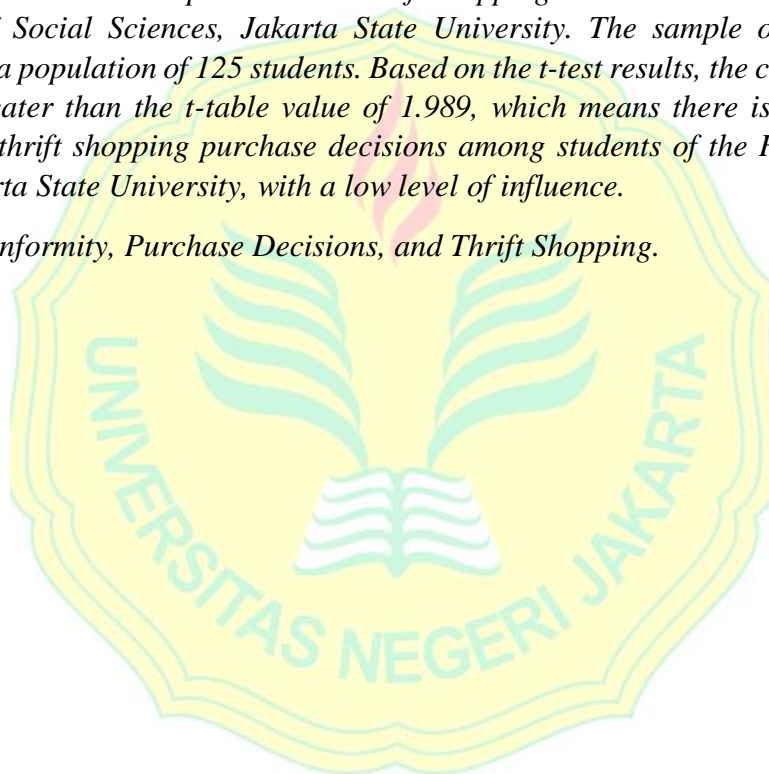 Social Sciences, Jakarta State University. The sample o
a population of 125 students. Based on the t-test results, the c
eater than the t-table value of 1.989, which means there is
thrift shopping purchase decisions among students of the F
rta State University, with a low level of influence.
nformity, Purchase Decisions, and Thrift Shopping.
UNIVERSITAS NEGERI JAKARTA